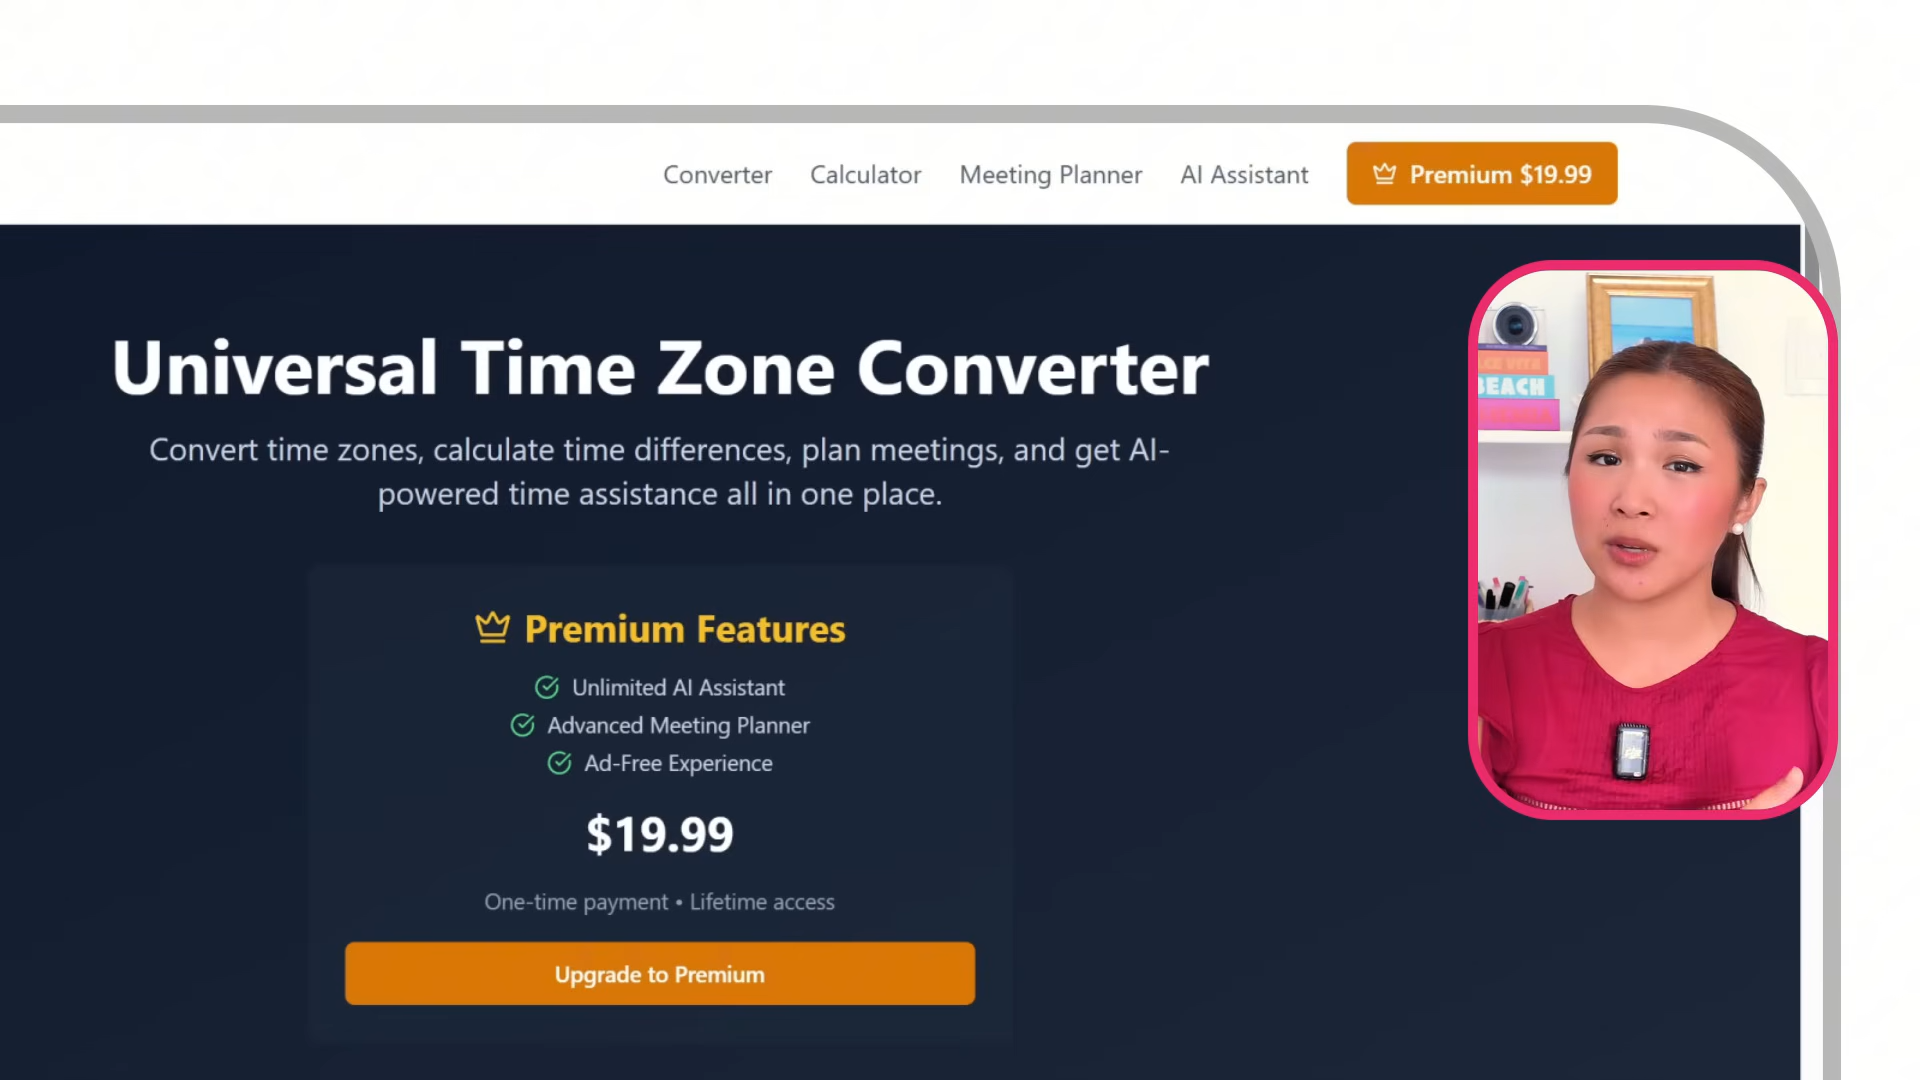 Converter Calculator Meeting Planner AI Assistant Premium $19.99
Universal Time Zone Converter
Convert time zones, calculate time differences, plan meetings, and get AI-
powered time assistance all in one place.
BEACH
Premium Features
Unlimited AI Assistant
Advanced Meeting Planner
Ad-Free Experience
$19.99
One-time payment • Lifetime access
Upgrade to Premium